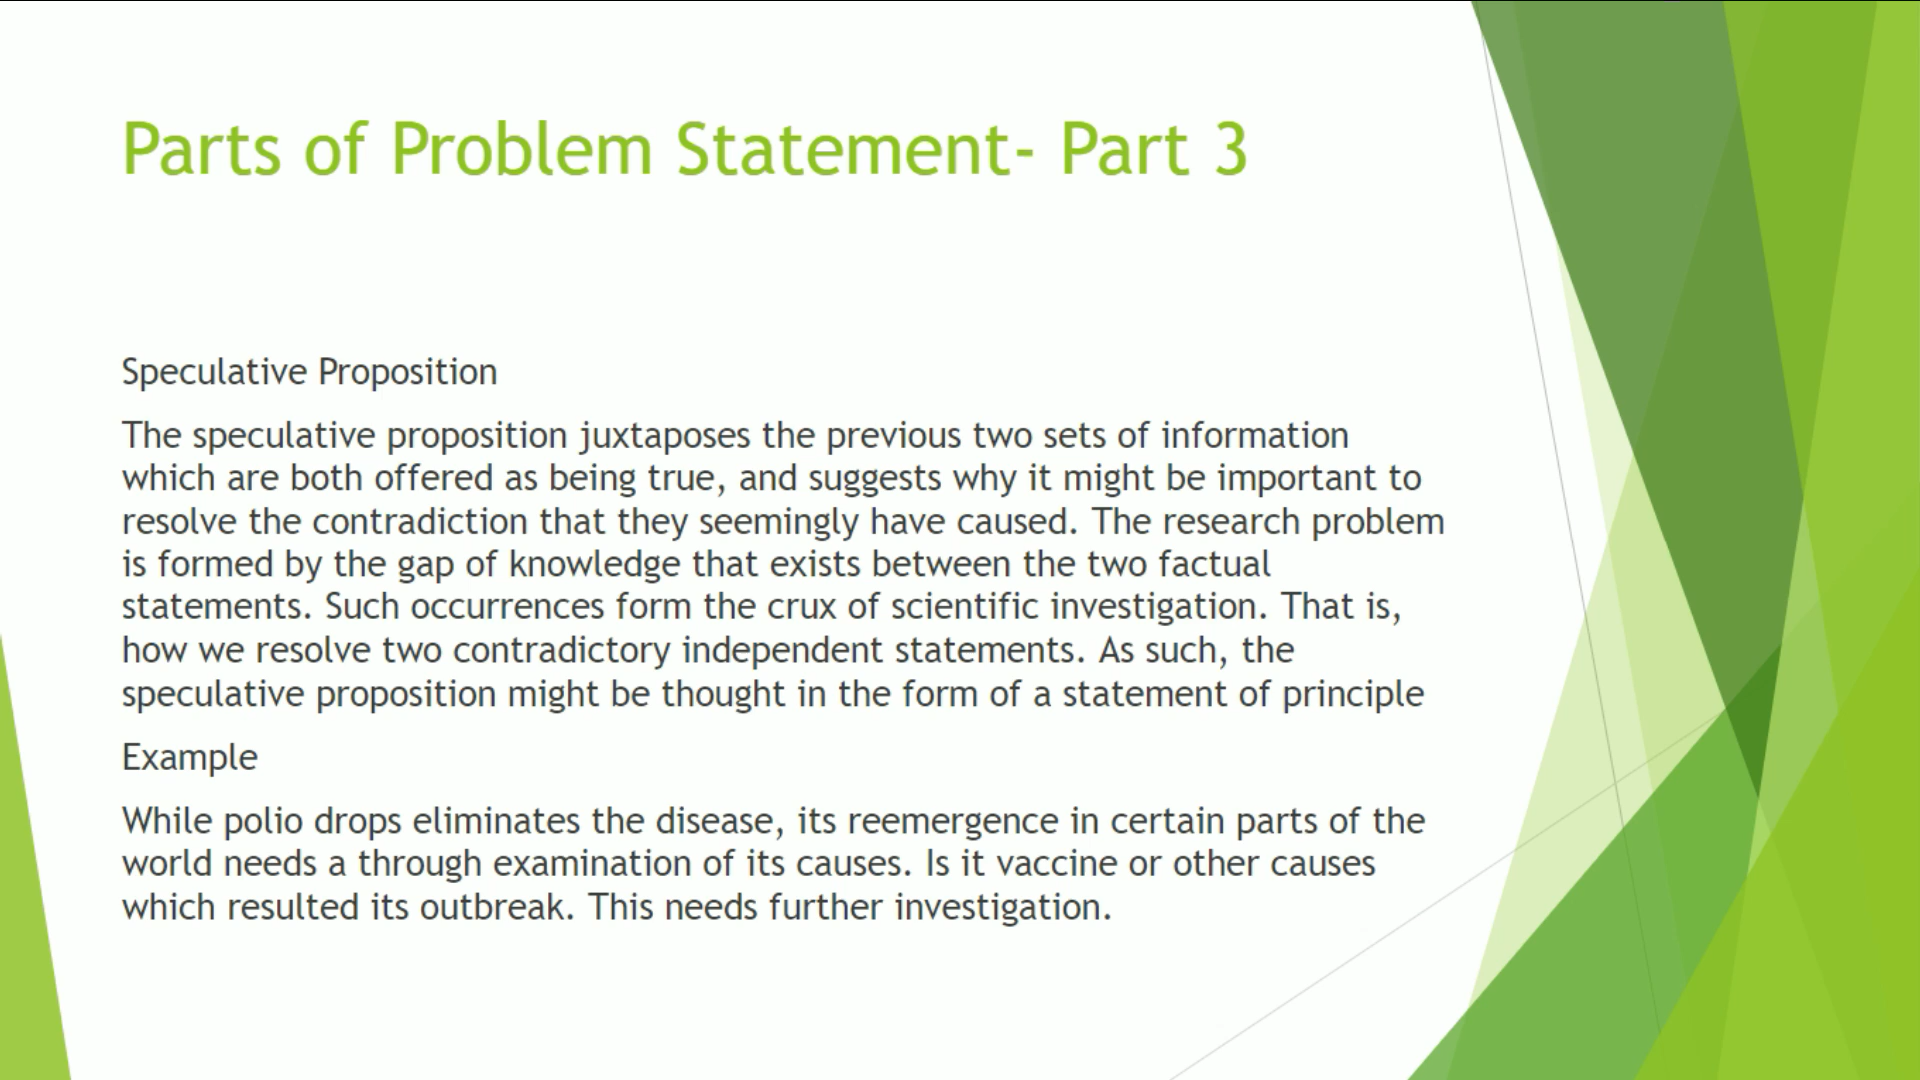 Parts of Problem Statement- Part 3
Speculative Proposition
The speculative proposition juxtaposes the previous two sets of information
which are both offered as being true, and suggests why it might be important to
resolve the contradiction that they seemingly have caused. The research problem
is formed by the gap of knowledge that exists between the two factual
statements. Such occurrences form the crux of scientific investigation. That is,
how we resolve two contradictory independent statements. As such, the
speculative proposition might be thought in the form of a statement of principle
Example
While polio drops eliminates the disease, its reemergence in certain parts of the
world needs a through examination of its causes. Is it vaccine or other causes
which resulted its outbreak. This needs further investigation.